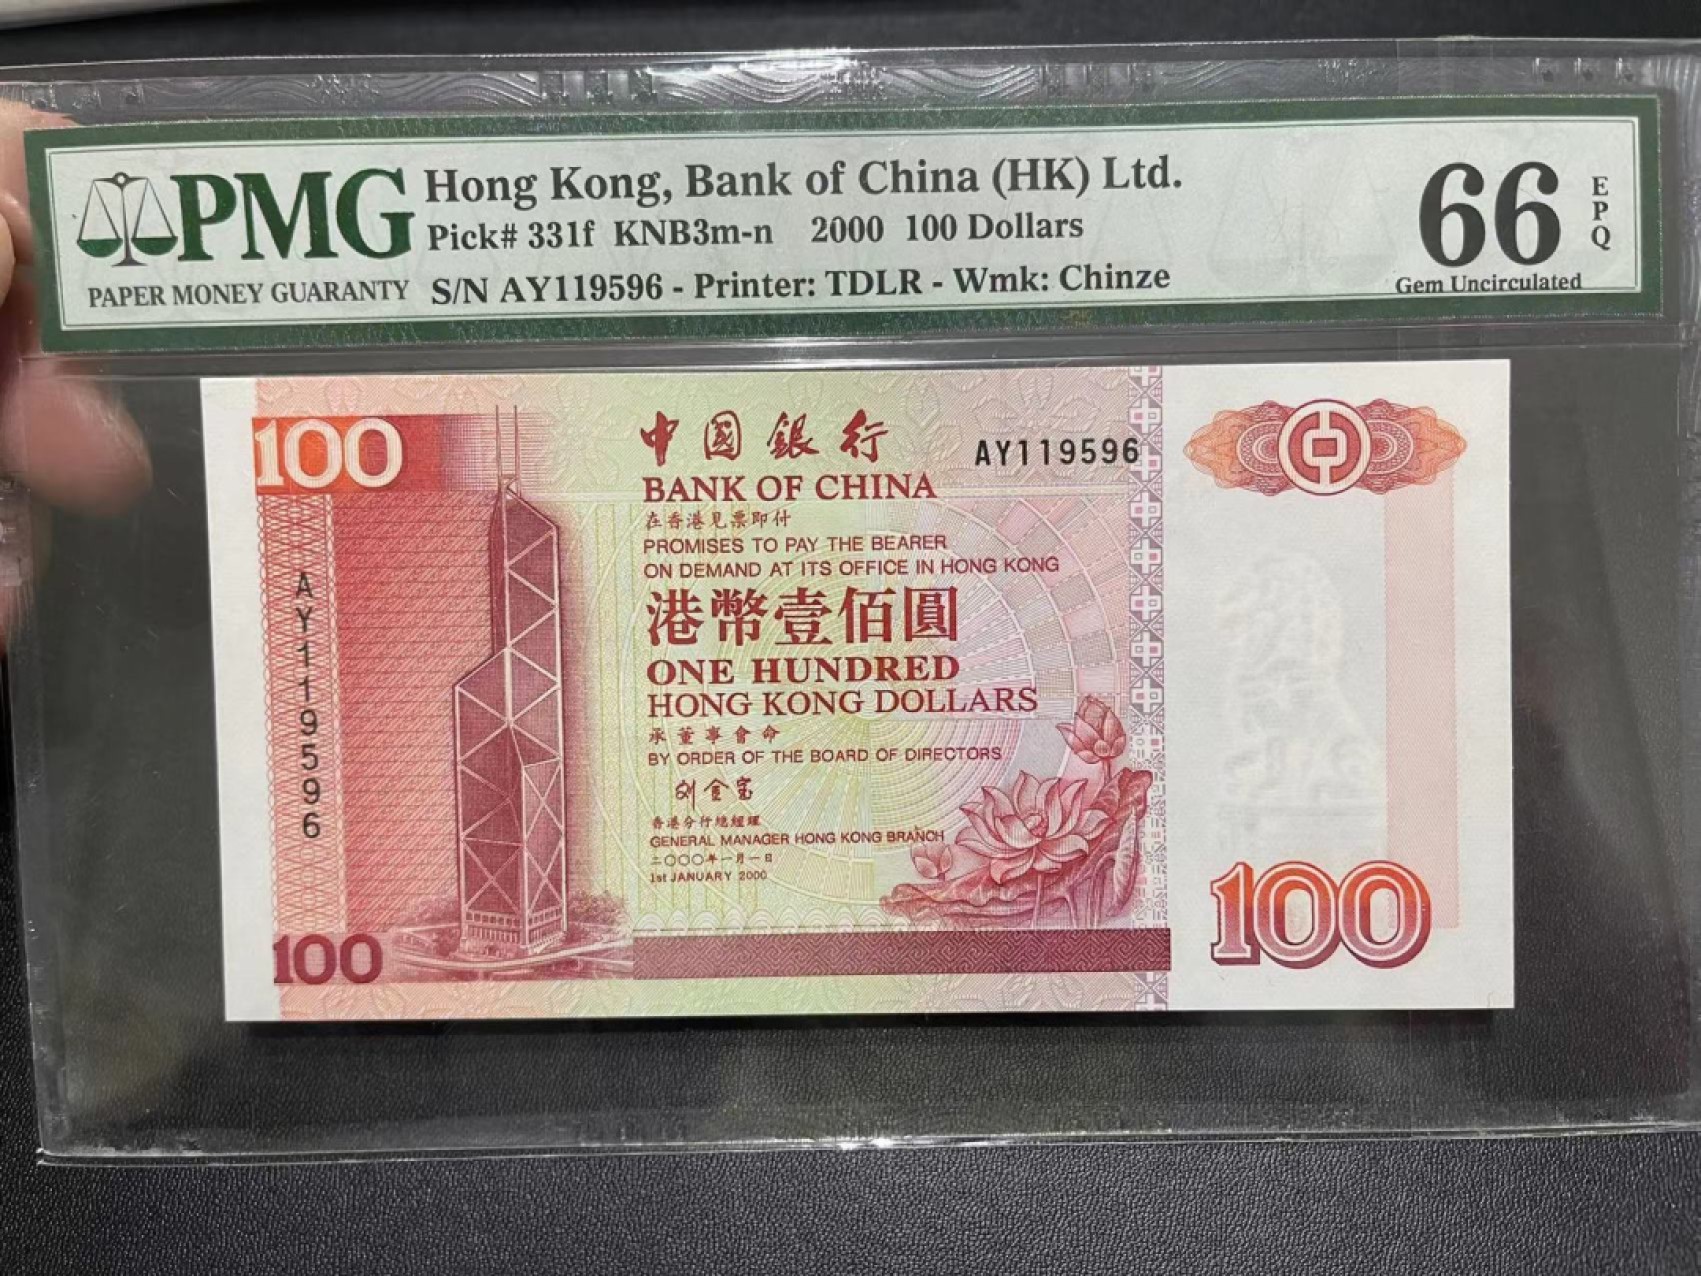 PMG
PAPER MONEY GUARANTY
Hong Kong, Bank of China (HK) Ltd.
Pick# 331f KNB3m-n 2000 100 Dollars
S/N AY119596 - Printer: TDLR - Wmk: Chinze
66
EPQ
Gem Uncirculated
100
中國銀行
AY119596
BANK OF CHINA
在香港見票即付
PROMISES TO PAY THE BEARER
ON DEMAND AT ITS OFFICE IN HONG KONG
港幣壹佰圓
ONE HUNDRED
HONG KONG DOLLARS
承董事會命
BY ORDER OF THE BOARD OF DIRECTORS
刘金宝
香港分行總經理
GENERAL MANAGER HONG KONG BRANCH
二〇〇〇年一月一日
1st JANUARY 2000
AY119596
100
100